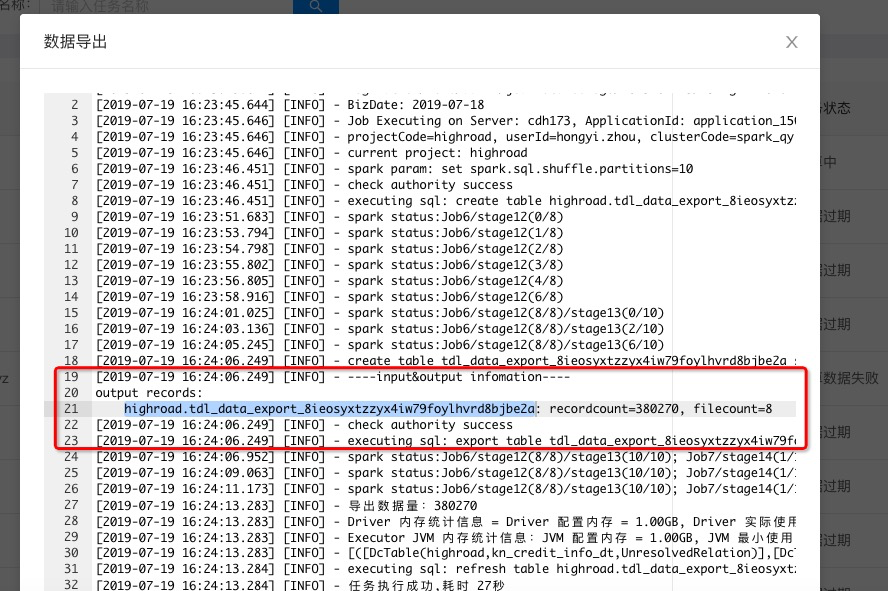 名称：
请输入任务名称
数据导出
X
状态
2 [2019-07-19 16:23:45.644] [INFO] - BizDate: 2019-07-18
3 [2019-07-19 16:23:45.646] [INFO] - Job Executing on Server: cdh173, ApplicationId: application_150
4 [2019-07-19 16:23:45.646] [INFO] - projectCode=highroad, userId=hongyi.zhou, clusterCode=spark_qy
5 [2019-07-19 16:23:45.646] [INFO] - current project: highroad
6 [2019-07-19 16:23:46.451] [INFO] - spark param: set spark.sql.shuffle.partitions=10
中
7 [2019-07-19 16:23:46.451] [INFO] - check authority success
8 [2019-07-19 16:23:46.451] [INFO] - executing sql: create table highroad.tdl_data_export_8ieosyxtzz
9 [2019-07-19 16:23:51.683] [INFO] - spark status:Job6/stage12(0/8)
过期
10 [2019-07-19 16:23:53.794] [INFO] - spark status:Job6/stage12(1/8)
11 [2019-07-19 16:23:54.798] [INFO] - spark status:Job6/stage12(2/8)
12 [2019-07-19 16:23:55.802] [INFO] - spark status:Job6/stage12(3/8)
过期
13 [2019-07-19 16:23:56.805] [INFO] - spark status:Job6/stage12(4/8)
14 [2019-07-19 16:23:58.916] [INFO] - spark status:Job6/stage12(6/8)
15 [2019-07-19 16:24:01.025] [INFO] - spark status:Job6/stage12(8/8)/stage13(0/10)
16 [2019-07-19 16:24:03.136] [INFO] - spark status:Job6/stage12(8/8)/stage13(2/10)
过期
17 [2019-07-19 16:24:05.245] [INFO] - spark status:Job6/stage12(8/8)/stage13(6/10)
18 [2019-07-19 16:24:06.249] [INFO] - create table tdl_data_export_8ieosyxtzzyx4iw79foylhvrd8bjbe2a
19 [2019-07-19 16:24:06.249] [INFO] - ----input&output infomation----
yz
数据失败
20 output records:
21 highroad.tdl_data_export_8ieosyxtzzyx4iw79foylhvrd8bjbe2a: recordcount=380270, filecount=8
22 [2019-07-19 16:24:06.249] [INFO] - check authority success
过期
23 [2019-07-19 16:24:06.249] [INFO] - executing sql: export table tdl_data_export_8ieosyxtzzyx4iw79fo
24 [2019-07-19 16:24:06.952] [INFO] - spark status:Job6/stage12(8/8)/stage13(10/10); Job7/stage14(1/
25 [2019-07-19 16:24:09.063] [INFO] - spark status:Job6/stage12(8/8)/stage13(10/10); Job7/stage14(1/
26 [2019-07-19 16:24:11.173] [INFO] - spark status:Job6/stage12(8/8)/stage13(10/10); Job7/stage14(1/
过期
27 [2019-07-19 16:24:13.283] [INFO] - 导出数据量：380270
28 [2019-07-19 16:24:13.283] [INFO] - Driver 内存统计信息 = Driver 配置内存 = 1.00GB, Driver 实际使用
29 [2019-07-19 16:24:13.283] [INFO] - Executor JVM 内存统计信息：JVM 配置内存 = 1.00GB, JVM 最小使用
过期
30 [2019-07-19 16:24:13.284] [INFO] - [([DcTable(highroad,kn_credit_info_dt,UnresolvedRelation)],[DcT
31 [2019-07-19 16:24:13.284] [INFO] - executing sql: refresh table highroad.tdl_data_export_8ieosyxtz
32 [2019-07-19 16:24:13.284] [INFO] - 任务执行成功,耗时 27秒